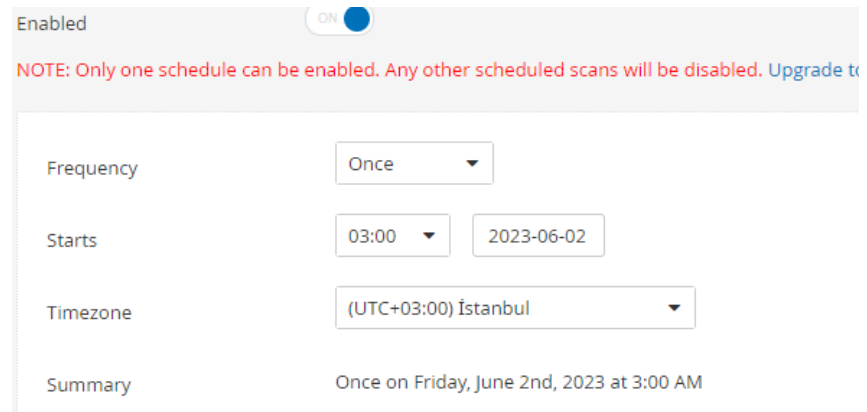 Enabled ON
NOTE: Only one schedule can be enabled. Any other scheduled scans will be disabled. Upgrade to
Frequency Once
Starts 03:00 2023-06-02
Timezone (UTC+03:00) İstanbul
Summary Once on Friday, June 2nd, 2023 at 3:00 AM